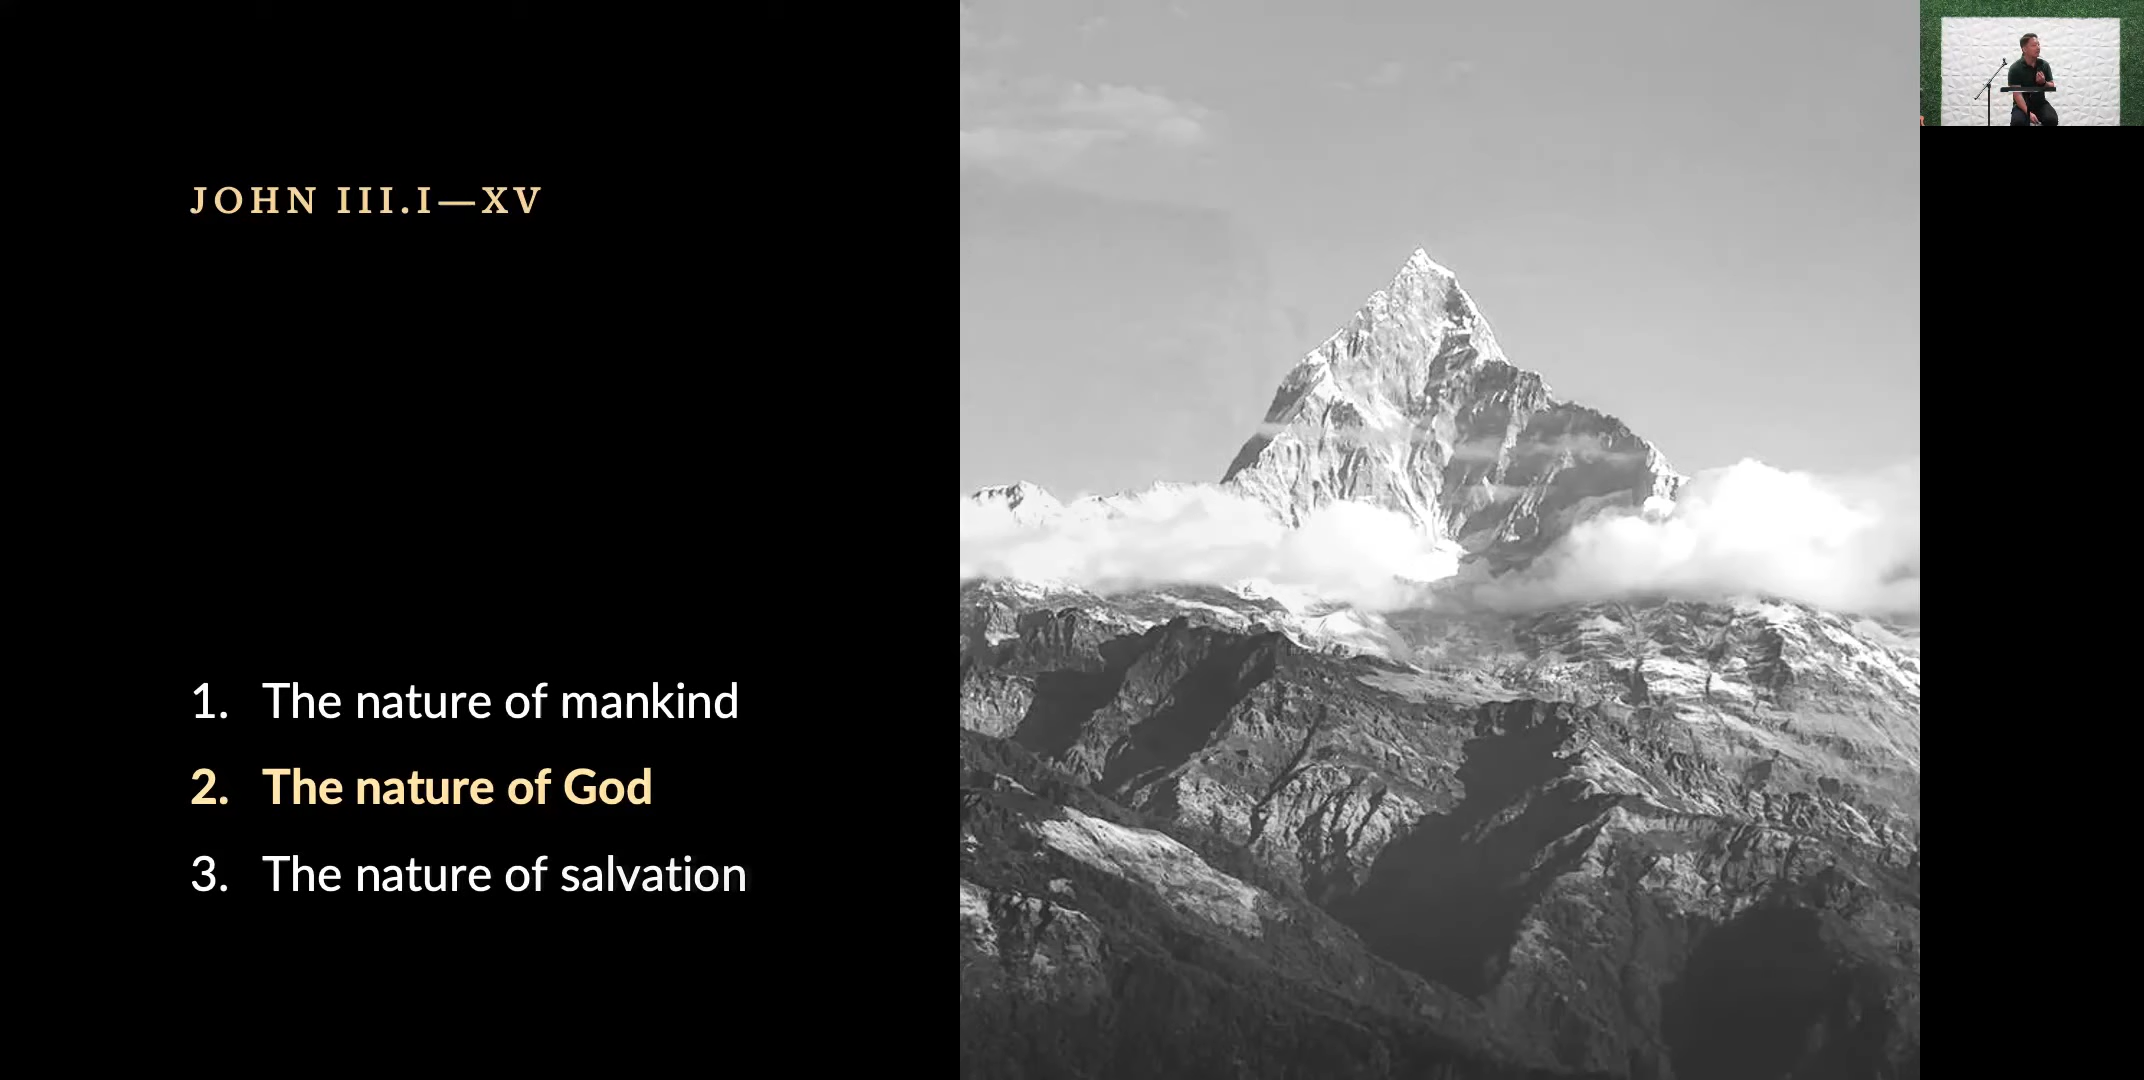 JOHN III.I—XV
1. The nature of mankind
2. The nature of God
3. The nature of salvation